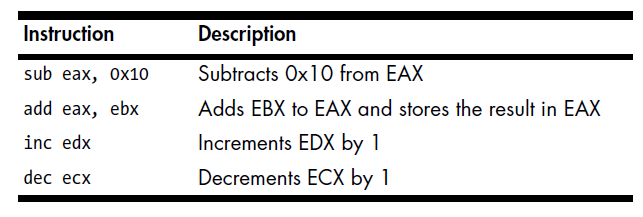 Instruction Description
sub eax, 0x10 Subtracts 0x10 from EAX
add eax, ebx Adds EBX to EAX and stores the result in EAX
inc edx Increments EDX by 1
dec ecx Decrements ECX by 1